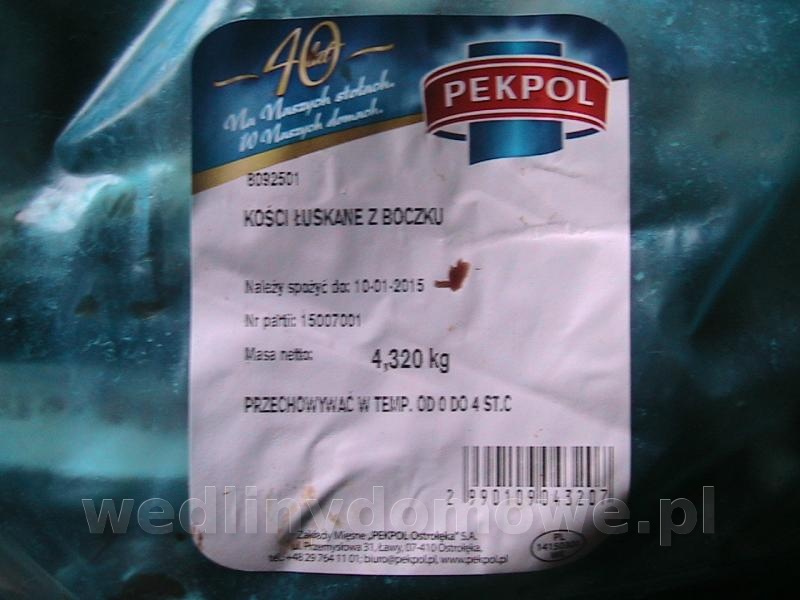 40 lat
Na Naszych stołach.
W Naszych domach.
PEKPOL
B092501
KOŚCI ŁUSKANE Z BOCZKU
Należy spożyć do: 10-01-2015
Nr partii: 15007001
Masa netto: 4,320 kg
PRZECHOWYWAĆ W TEMP. OD 0 DO 4 ST.C
2 990109 043207
wedlinydomowe.pl
Zakłady Mięsne „PEKPOL Ostrołęka” S.A.
ul. Przemysłowa 31, Ławy, 07-410 Ostrołęka,
tel.: +48 29 764 11 01; biuro@pekpol.pl, www.pekpol.pl
PL
WE